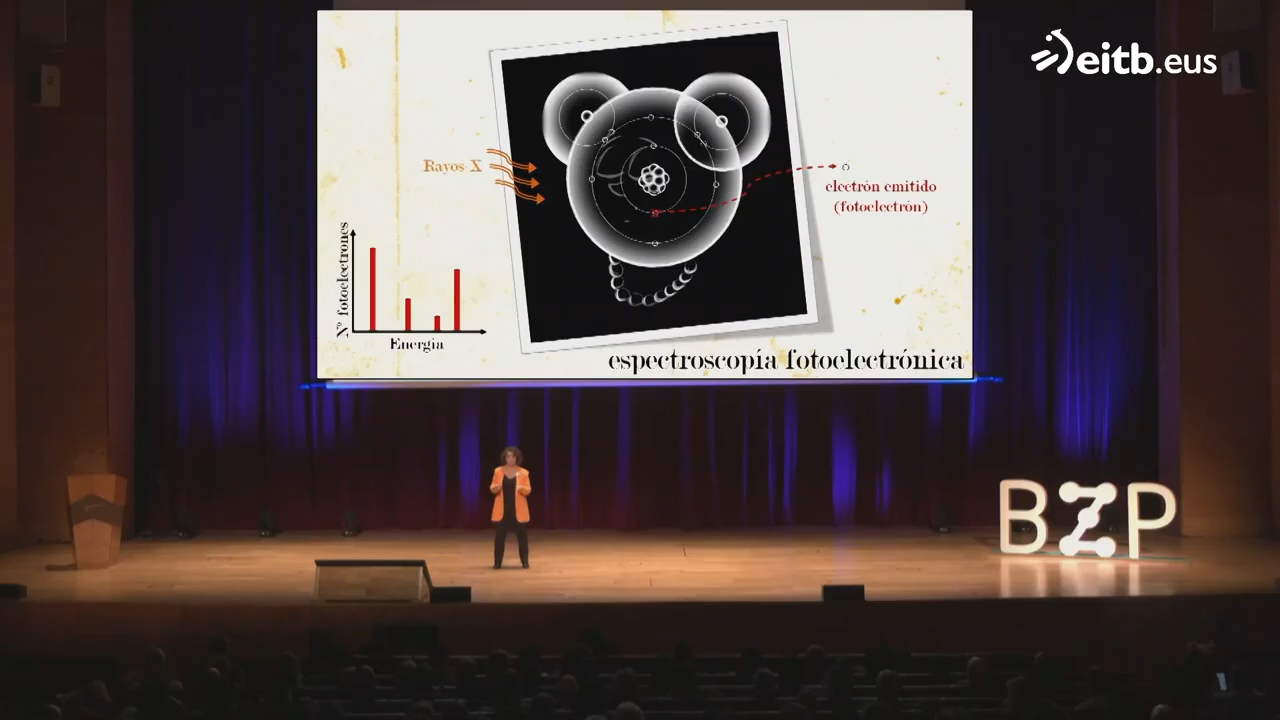 eitb.eus
Rayos X
electrón emitido
(fotoelectrón)
Nº fotoelectrones
Energía
espectroscopía fotoelectrónica
BZP